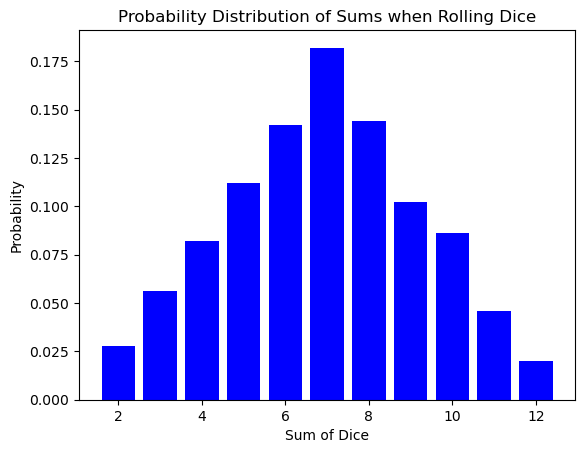 Probability Distribution of Sums when Rolling Dice
0.175
0.150
0.125
0.100
0.075
0.050
0.025
0.000
Probability
2 4 6 8 10 12
Sum of Dice